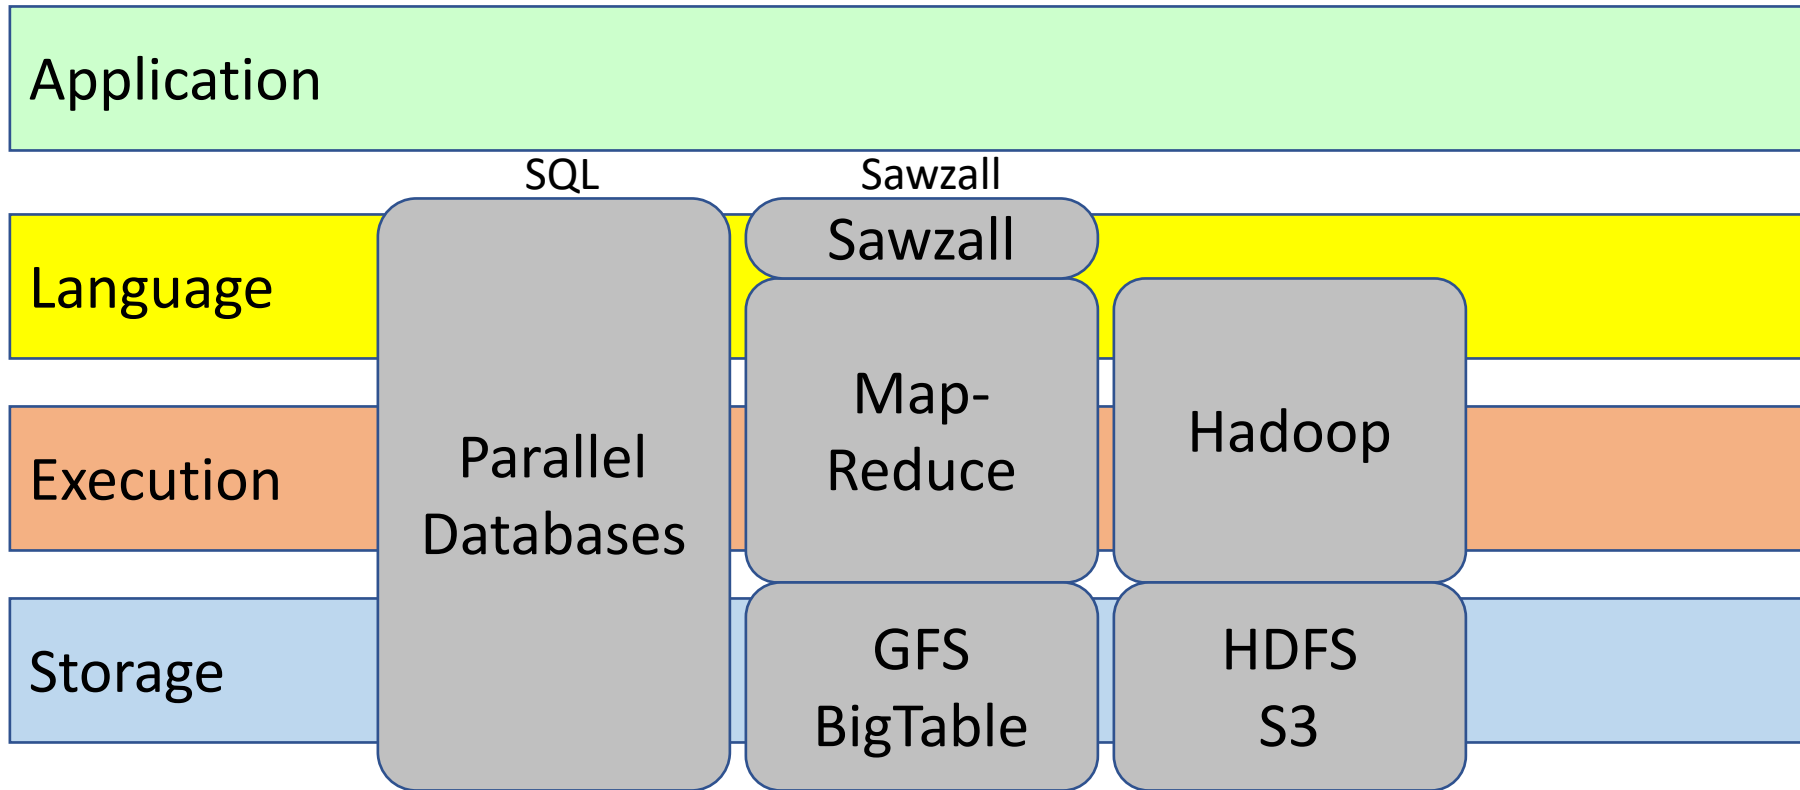 Application
SQL
Sawzall
Sawzall
Language
Map-
Reduce
Hadoop
Parallel
Databases
Execution
GFS
BigTable
HDFS
S3
Storage